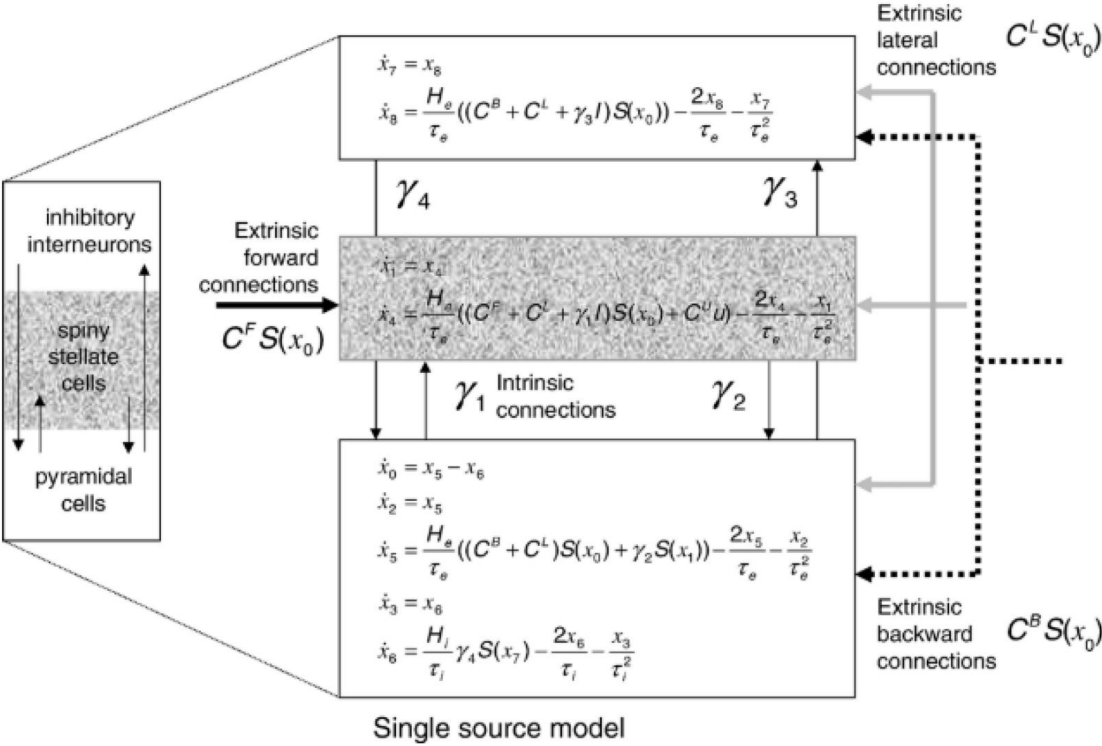 Extrinsic
lateral
connections
C^L S(x_0)
ẋ_7 = x_8
ẋ_8 = H_e/τ_e ((C^B + C^L + γ_3 I)S(x_0)) − 2x_8/τ_e − x_7/τ_e^2
γ_4
γ_3
inhibitory
interneurons
spiny
stellate
cells
pyramidal
cells
Extrinsic
forward
connections
C^F S(x_0)
ẋ_1 = x_4
ẋ_4 = H_e/τ_e ((C^F + C^L + γ_1 I)S(x_0) + C^U u) − 2x_4/τ_e − x_1/τ_e^2
γ_1
Intrinsic
connections
γ_2
ẋ_0 = x_5 − x_6
ẋ_2 = x_5
ẋ_5 = H_e/τ_e ((C^B + C^L)S(x_0) + γ_2 S(x_1)) − 2x_5/τ_e − x_2/τ_e^2
ẋ_3 = x_6
ẋ_6 = H_i/τ_i γ_4 S(x_7) − 2x_6/τ_i − x_3/τ_i^2
Extrinsic
backward
connections
C^B S(x_0)
Single source model